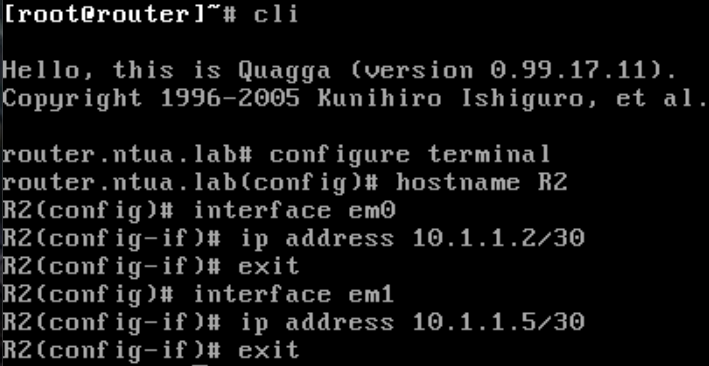 [root@router]~# cli
Hello, this is Quagga (version 0.99.17.11).
Copyright 1996-2005 Kunihiro Ishiguro, et al.
router.ntua.lab# configure terminal
router.ntua.lab(config)# hostname R2
R2(config)# interface em0
R2(config-if)# ip address 10.1.1.2/30
R2(config-if)# exit
R2(config)# interface em1
R2(config-if)# ip address 10.1.1.5/30
R2(config-if)# exit